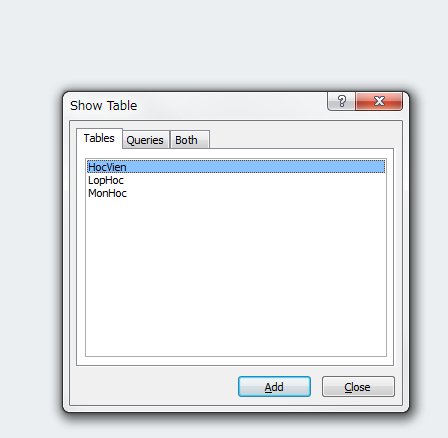 Show Table
Tables Queries Both
HocVien
LopHoc
MonHoc
Add Close